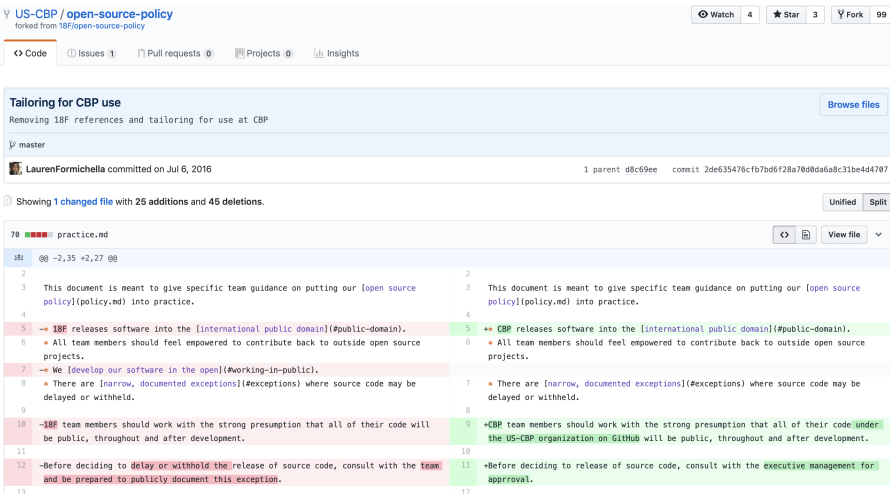 US-CBP / open-source-policy
forked from 18F/open-source-policy
Watch 4 Star 3 Fork 99
Code Issues 1 Pull requests 0 Projects 0 Insights
Tailoring for CBP use
Browse files
Removing 18F references and tailoring for use at CBP
master
LaurenFormichella committed on Jul 6, 2016
1 parent d8c69ee commit 2de635476cfb7bd6f28a70d0da6a8c31be4d4707
Showing 1 changed file with 25 additions and 45 deletions.
Unified Split
70 practice.md
View file
@@ -2,35 +2,27 @@
2
3 This document is meant to give specific team guidance on putting our [open source
policy](policy.md) into practice.
4
5 -* 18F releases software into the [international public domain](#public-domain).
6 * All team members should feel empowered to contribute back to outside open source
projects.
7 -* We [develop our software in the open](#working-in-public).
8 * There are [narrow, documented exceptions](#exceptions) where source code may be
delayed or withheld.
9
10 -18F team members should work with the strong presumption that all of their code will
be public, throughout and after development.
11
12 -Before deciding to delay or withhold the release of source code, consult with the team
and be prepared to publicly document this exception.
13
2
3 This document is meant to give specific team guidance on putting our [open source
policy](policy.md) into practice.
4
5 +* CBP releases software into the [international public domain](#public-domain).
6 * All team members should feel empowered to contribute back to outside open source
projects.
7 * There are [narrow, documented exceptions](#exceptions) where source code may be
delayed or withheld.
8
9 +CBP team members should work with the strong presumption that all of their code under
the US-CBP organization on GitHub will be public, throughout and after development.
10
11 +Before deciding to release of source code, consult with the executive management for
apprroval.
12